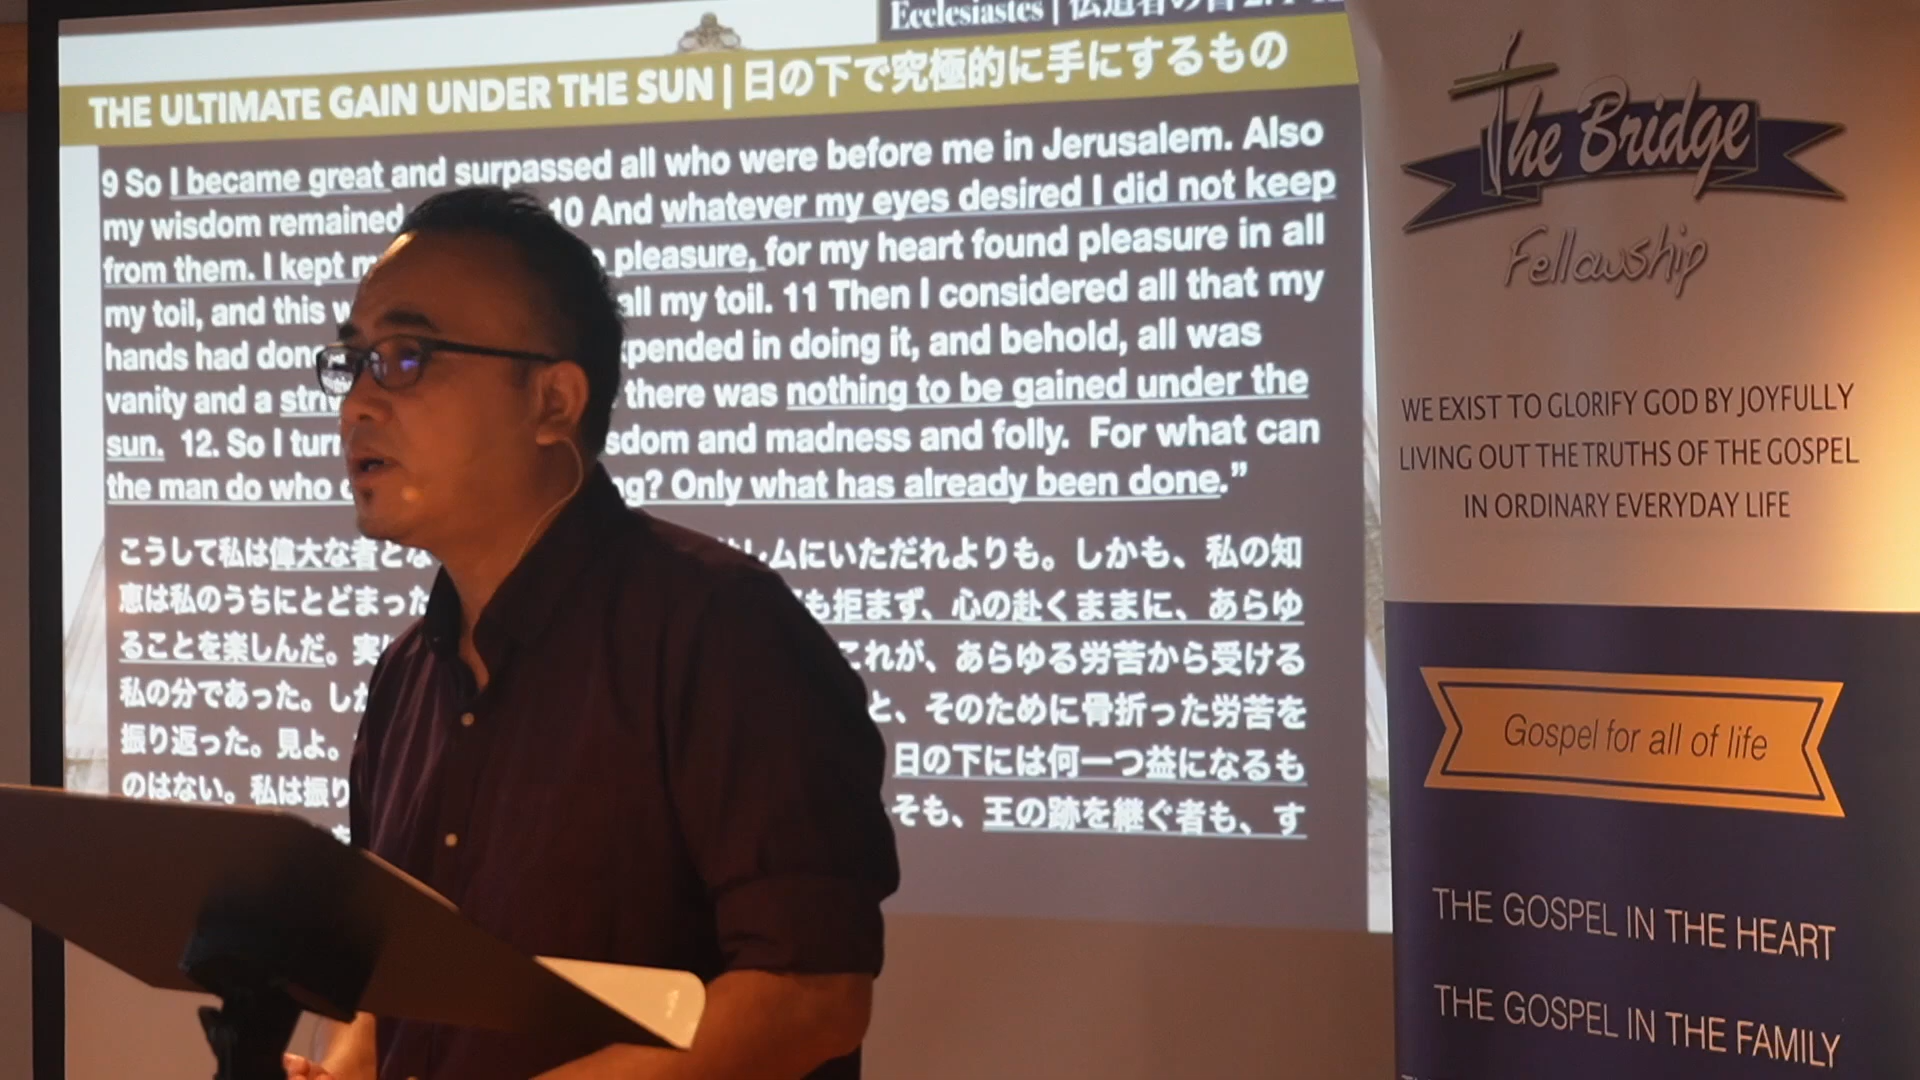 Ecclesiastes | 伝道者の書
THE ULTIMATE GAIN UNDER THE SUN | 日の下で究極的に手にするもの
9 So I became great and surpassed all who were before me in Jerusalem. Also
my wisdom remained 10 And whatever my eyes desired I did not keep
from them. I kept pleasure, for my heart found pleasure in all
my toil, and this all my toil. 11 Then I considered all that my
hands had done pended in doing it, and behold, all was
vanity and a there was nothing to be gained under the
sun. 12. So I sdom and madness and folly. For what can
the man do who g? Only what has already been done.”
こうして私は偉大な者とな レムにいただれよりも。しかも、私の知
恵は私のうちにとどまった も拒まず、心の赴くままに、あらゆ
ることを楽しんだ。実 これが、あらゆる労苦から受ける
私の分であった。し と、そのために骨折った労苦を
振り返った。見よ。 日の下には何一つ益になるも
のはない。私は振り そも、王の跡を継ぐ者も、す
The Bridge
Fellowship
WE EXIST TO GLORIFY GOD BY JOYFULLY
LIVING OUT THE TRUTHS OF THE GOSPEL
IN ORDINARY EVERYDAY LIFE
Gospel for all of life
THE GOSPEL IN THE HEART
THE GOSPEL IN THE FAMILY